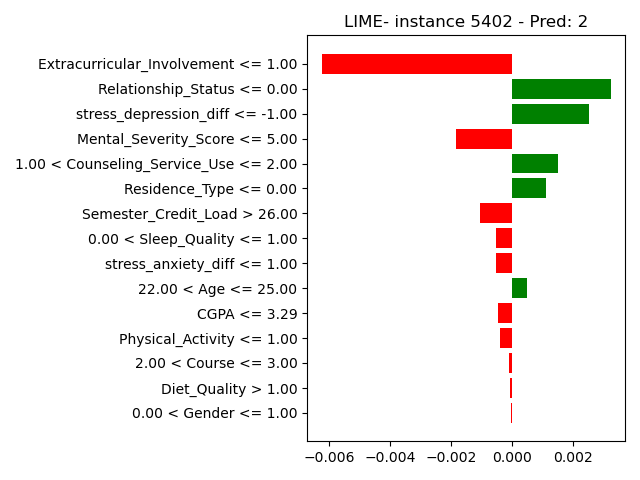 LIME- instance 5402 - Pred: 2
Extracurricular_Involvement <= 1.00
Relationship_Status <= 0.00
stress_depression_diff <= -1.00
Mental_Severity_Score <= 5.00
1.00 < Counseling_Service_Use <= 2.00
Residence_Type <= 0.00
Semester_Credit_Load > 26.00
0.00 < Sleep_Quality <= 1.00
stress_anxiety_diff <= 1.00
22.00 < Age <= 25.00
CGPA <= 3.29
Physical_Activity <= 1.00
2.00 < Course <= 3.00
Diet_Quality > 1.00
0.00 < Gender <= 1.00
−0.006 −0.004 −0.002 0.000 0.002